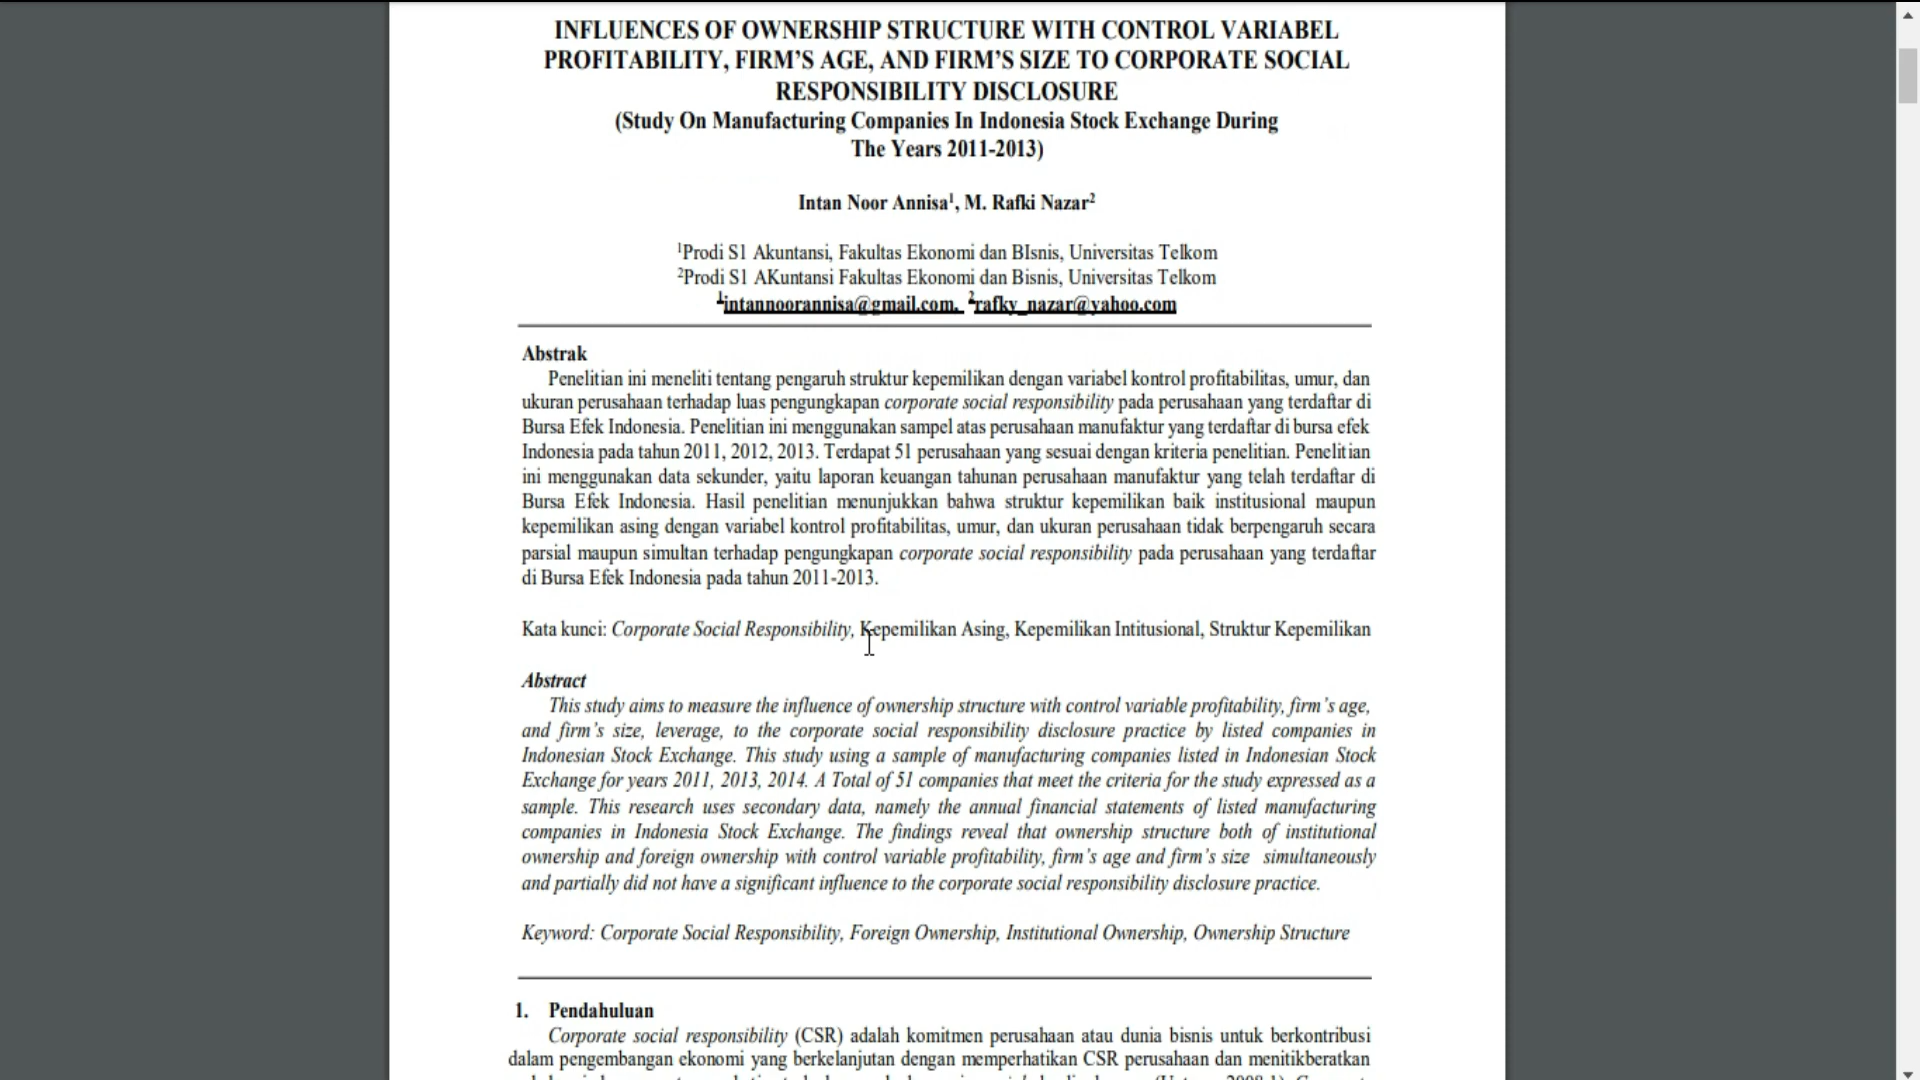 INFLUENCES OF OWNERSHIP STRUCTURE WITH CONTROL VARIABEL
PROFITABILITY, FIRM'S AGE, AND FIRM'S SIZE TO CORPORATE SOCIAL
RESPONSIBILITY DISCLOSURE
(Study On Manufacturing Companies In Indonesia Stock Exchange During
The Years 2011-2013)
Intan Noor Annisa¹, M. Rafki Nazar²
¹Prodi S1 Akuntansi, Fakultas Ekonomi dan BIsnis, Universitas Telkom
²Prodi S1 AKuntansi Fakultas Ekonomi dan Bisnis, Universitas Telkom
¹intannoorannisa@gmail.com, ²rafky_nazar@yahoo.com
Abstrak
Penelitian ini meneliti tentang pengaruh struktur kepemilikan dengan variabel kontrol profitabilitas, umur, dan
ukuran perusahaan terhadap luas pengungkapan corporate social responsibility pada perusahaan yang terdaftar di
Bursa Efek Indonesia. Penelitian ini menggunakan sampel atas perusahaan manufaktur yang terdaftar di bursa efek
Indonesia pada tahun 2011, 2012, 2013. Terdapat 51 perusahaan yang sesuai dengan kriteria penelitian. Penelitian
ini menggunakan data sekunder, yaitu laporan keuangan tahunan perusahaan manufaktur yang telah terdaftar di
Bursa Efek Indonesia. Hasil penelitian menunjukkan bahwa struktur kepemilikan baik institusional maupun
kepemilikan asing dengan variabel kontrol profitabilitas, umur, dan ukuran perusahaan tidak berpengaruh secara
parsial maupun simultan terhadap pengungkapan corporate social responsibility pada perusahaan yang terdaftar
di Bursa Efek Indonesia pada tahun 2011-2013.
Kata kunci: Corporate Social Responsibility, Kepemilikan Asing, Kepemilikan Intitusional, Struktur Kepemilikan
Abstract
This study aims to measure the influence of ownership structure with control variable profitability, firm's age,
and firm's size, leverage, to the corporate social responsibility disclosure practice by listed companies in
Indonesian Stock Exchange. This study using a sample of manufacturing companies listed in Indonesian Stock
Exchange for years 2011, 2013, 2014. A Total of 51 companies that meet the criteria for the study expressed as a
sample. This research uses secondary data, namely the annual financial statements of listed manufacturing
companies in Indonesia Stock Exchange. The findings reveal that ownership structure both of institutional
ownership and foreign ownership with control variable profitability, firm's age and firm's size simultaneously
and partially did not have a significant influence to the corporate social responsibility disclosure practice.
Keyword: Corporate Social Responsibility, Foreign Ownership, Institutional Ownership, Ownership Structure
1. Pendahuluan
Corporate social responsibility (CSR) adalah komitmen perusahaan atau dunia bisnis untuk berkontribusi
dalam pengembangan ekonomi yang berkelanjutan dengan memperhatikan CSR perusahaan dan menitikberatkan